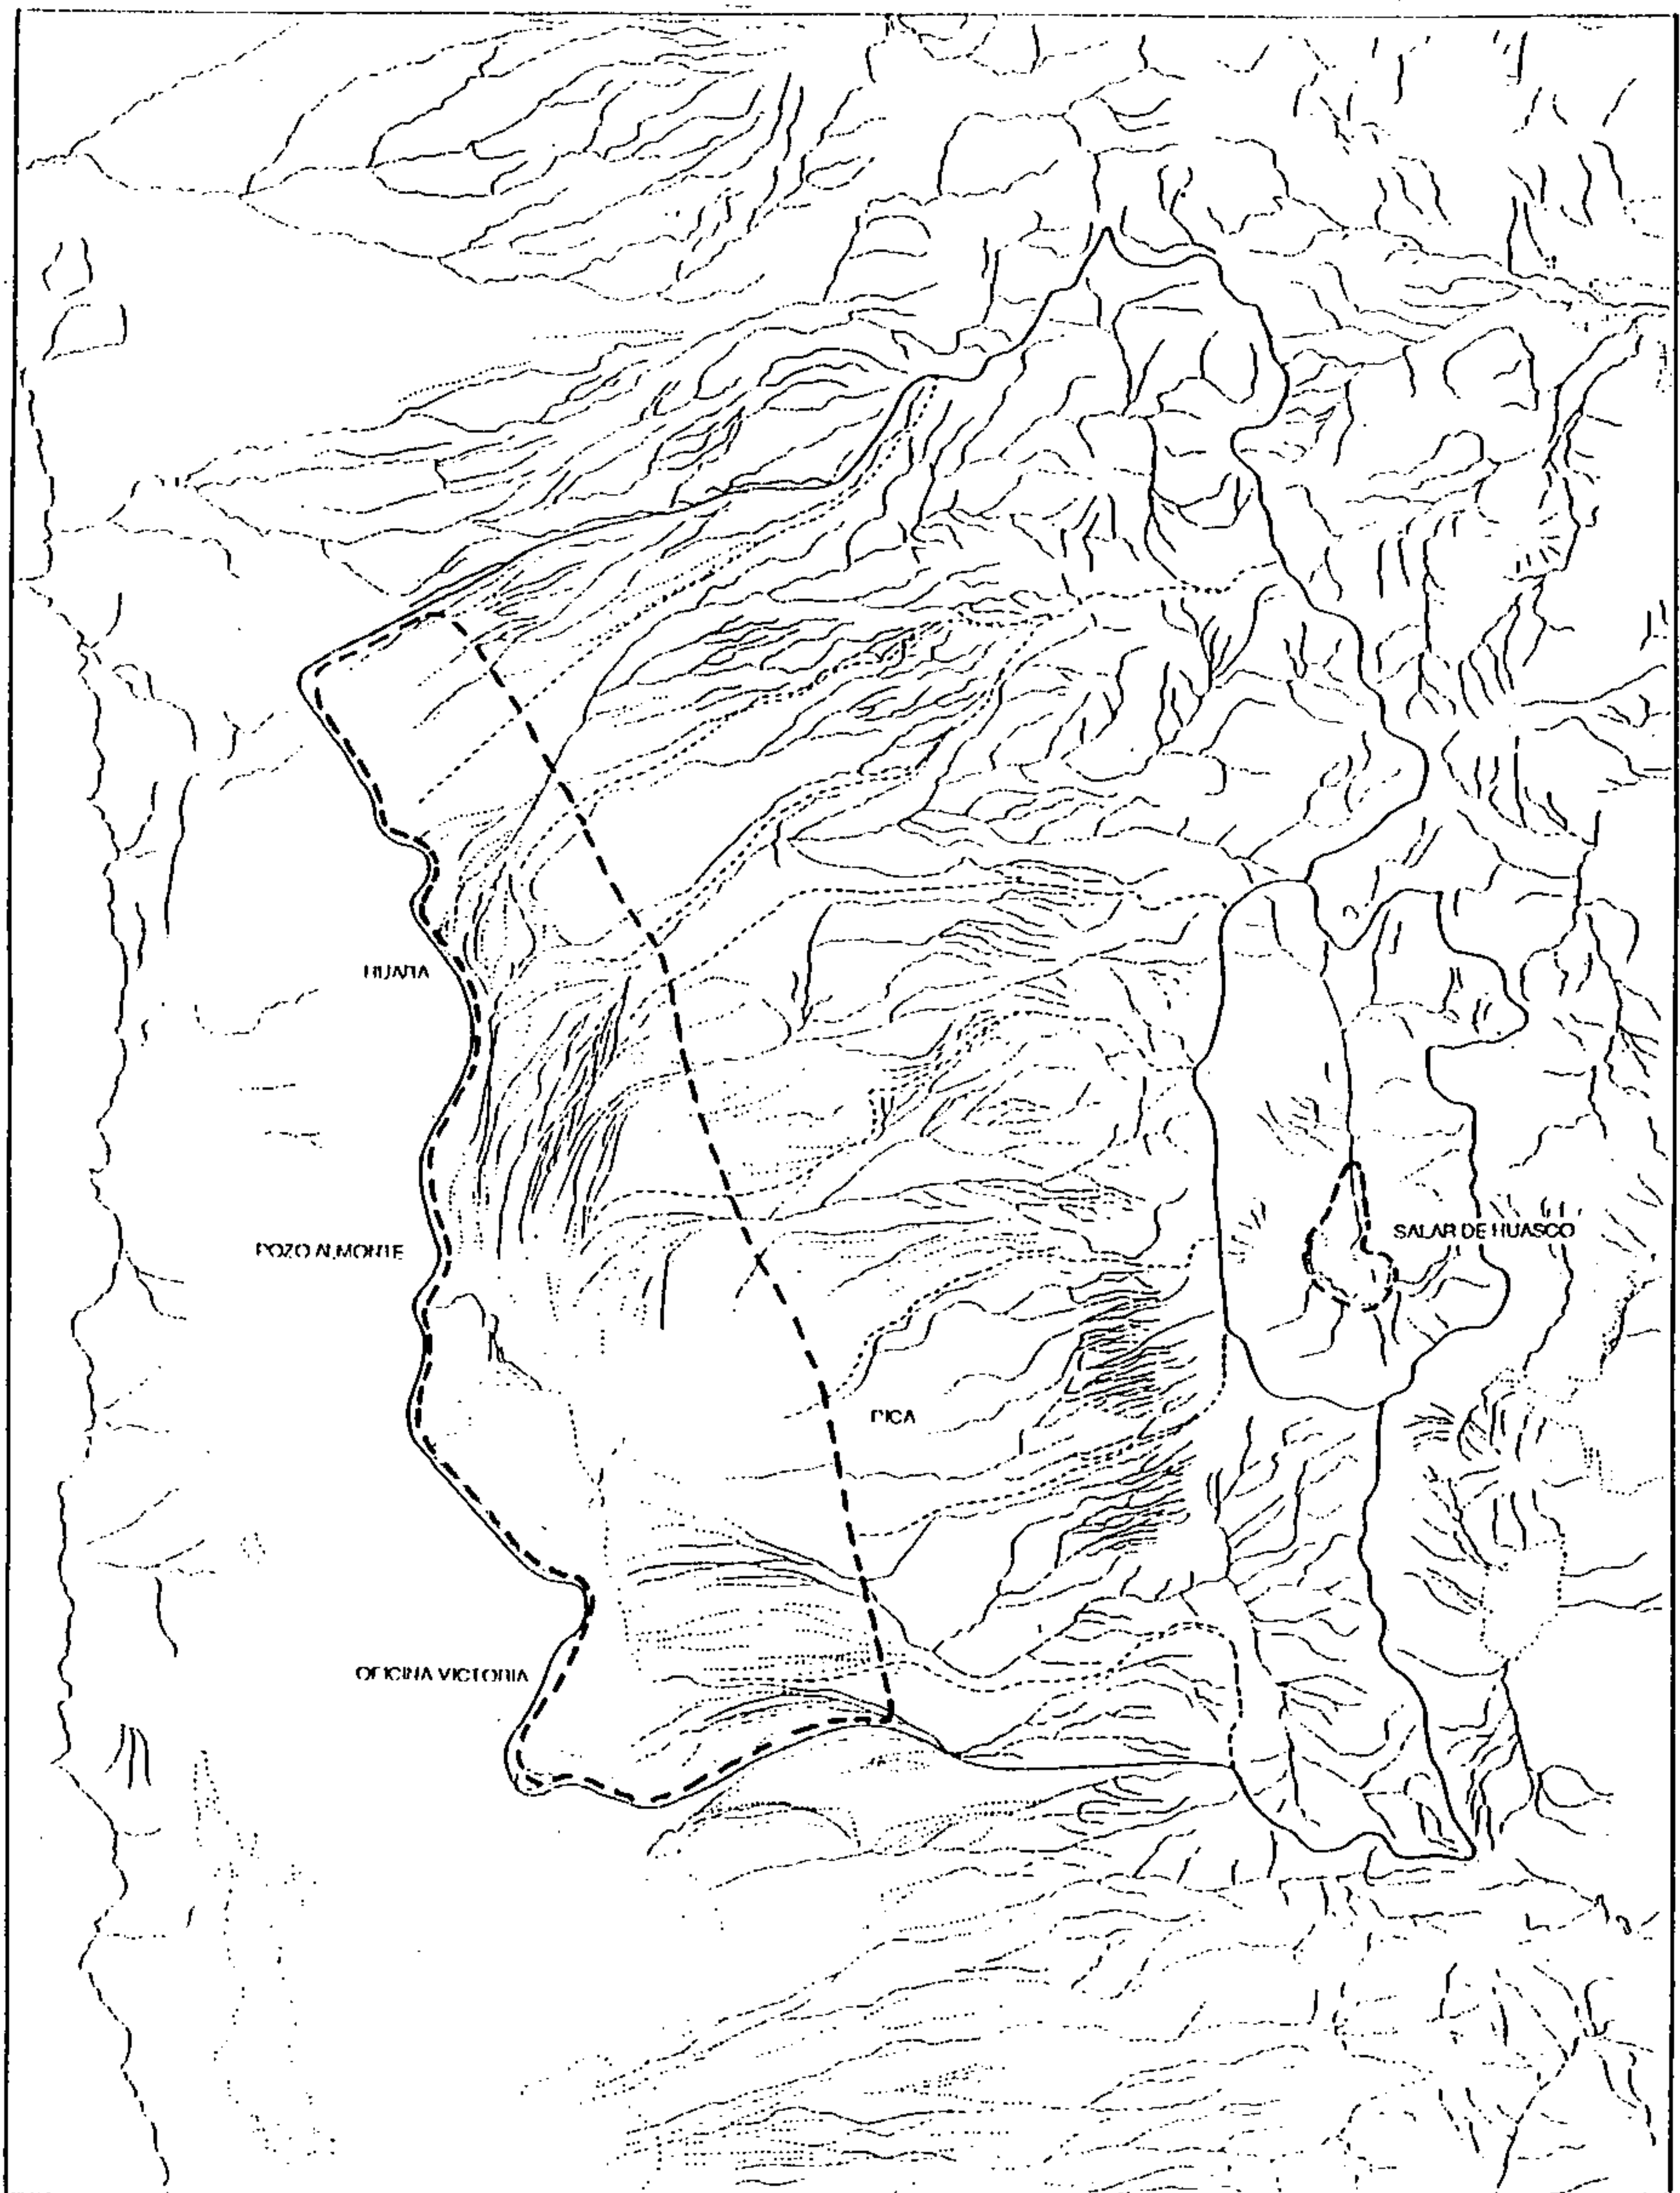 HUARA
POZO ALMONTE
SALAR DE HUASCO
PICA
OFICINA VICTORIA